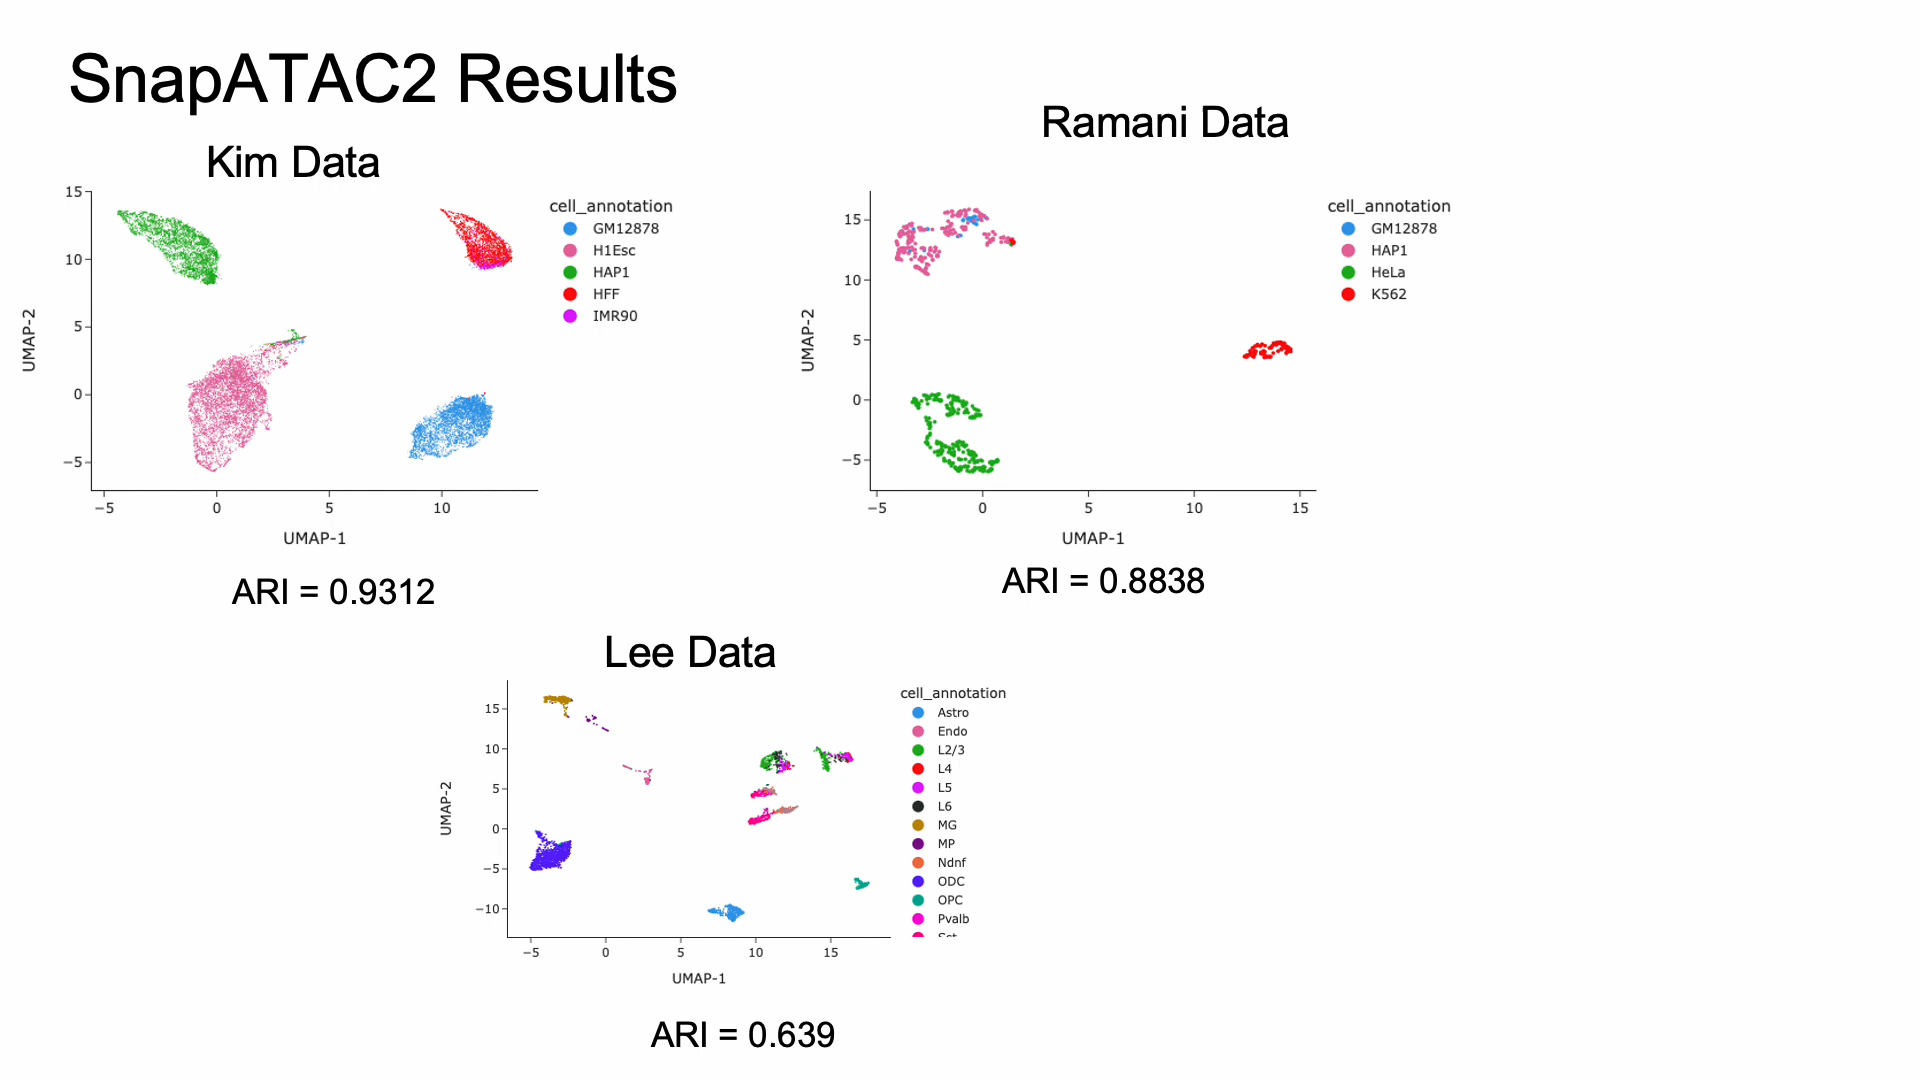 SnapATAC2 Results
Kim Data
15
10
5
0
−5
UMAP-2
−5 0 5 10
UMAP-1
cell_annotation
GM12878
H1Esc
HAP1
HFF
IMR90
ARI = 0.9312
Ramani Data
15
10
5
0
−5
UMAP-2
−5 0 5 10 15
UMAP-1
cell_annotation
GM12878
HAP1
HeLa
K562
ARI = 0.8838
Lee Data
15
10
5
0
−5
−10
UMAP-2
−5 0 5 10 15
UMAP-1
cell_annotation
Astro
Endo
L2/3
L4
L5
L6
MG
MP
Ndnf
ODC
OPC
Pvalb
ARI = 0.639